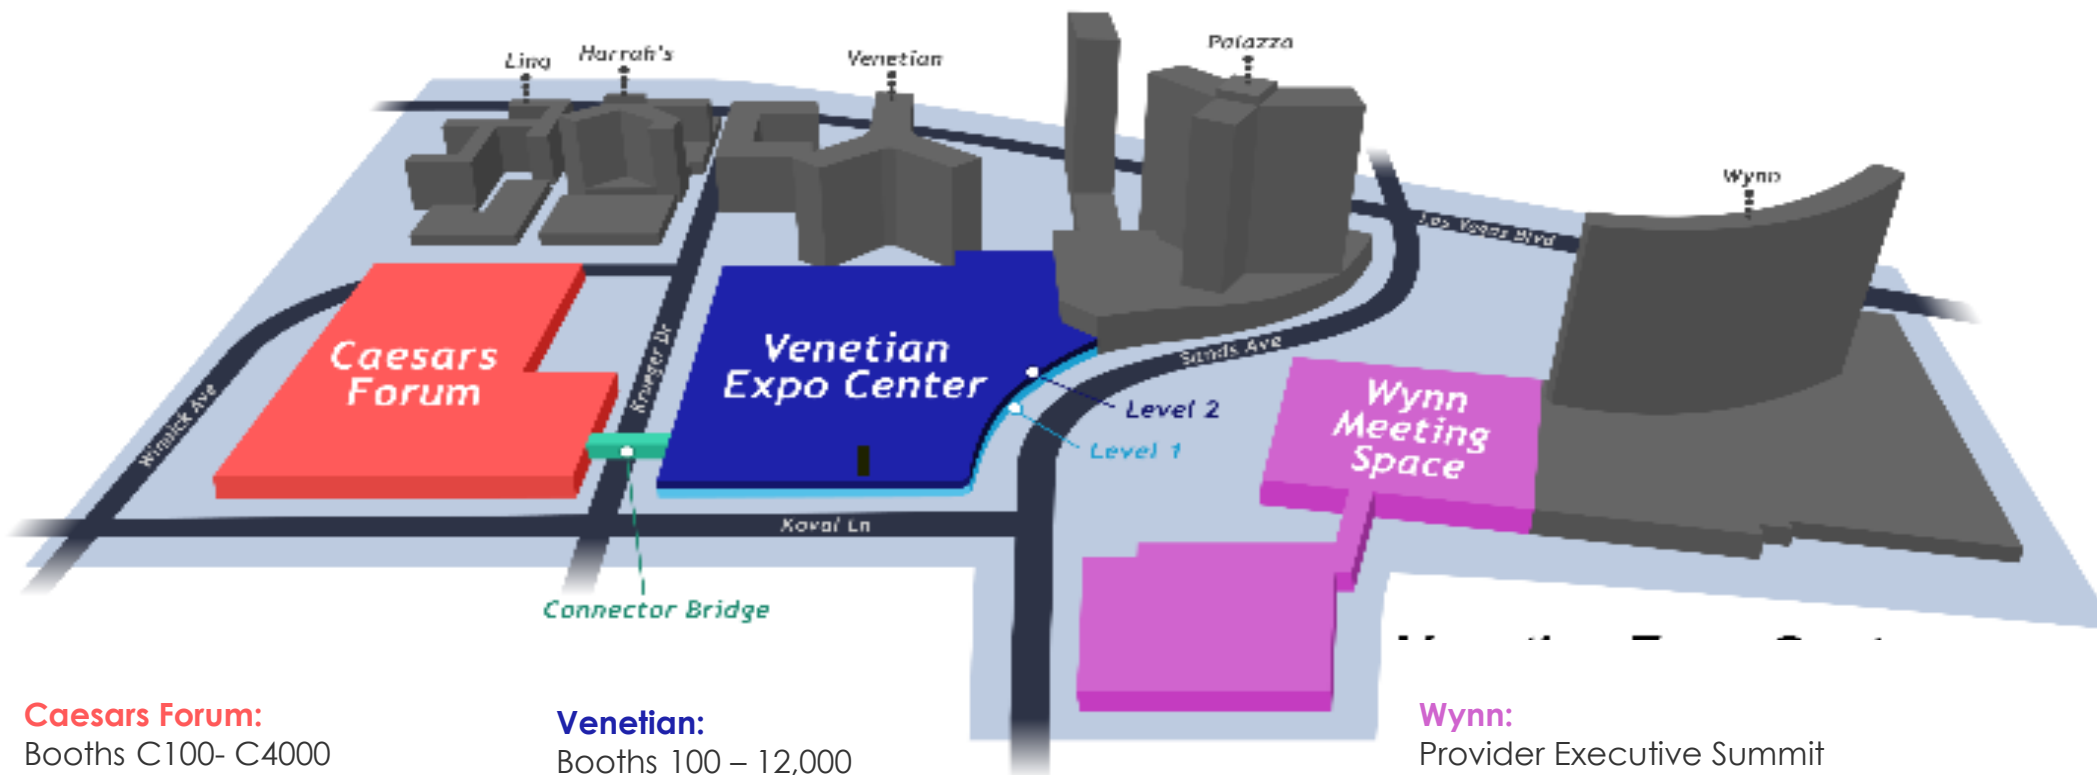 Linq
Harrah's
Venetian
Palazzo
Wynn
Las Vegas Blvd
Caesars
Forum
Venetian
Expo Center
Krueger Dr
Winnick Ave
Sands Ave
Level 2
Level 1
Wynn
Meeting
Space
Koval Ln
Connector Bridge
Caesars Forum:
Booths C100- C4000
Venetian:
Booths 100 – 12,000
Wynn:
Provider Executive Summit